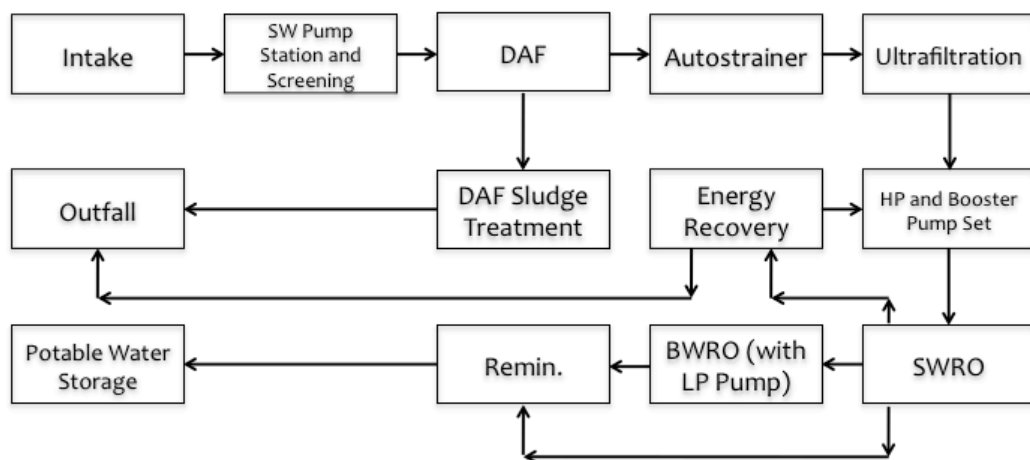 Intake
SW Pump
Station and
Screening
DAF
Autostrainer
Ultrafiltration
Outfall
DAF Sludge
Treatment
Energy
Recovery
HP and Booster
Pump Set
Potable Water
Storage
Remin.
BWRO (with
LP Pump)
SWRO